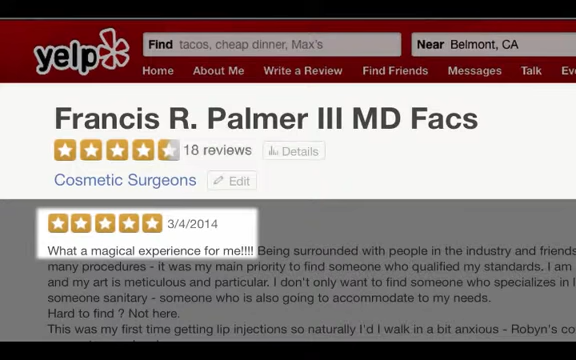 yelp
Find tacos, cheap dinner, Max's
Near Belmont, CA
Home About Me Write a Review Find Friends Messages Talk
Francis R. Palmer III MD Facs
18 reviews Details
Cosmetic Surgeons Edit
3/4/2014
What a magical experience for me!!!! Being surrounded with people in the industry and friends
many procedures - it was my main priority to find someone who qualified my standards. I am
and my art is meticulous and particular. I don't only want to find someone who specializes in
someone sanitary - someone who is also going to accommodate to my needs.
Hard to find ? Not here.
This was my first time getting lip injections so naturally I'd I walk in a bit anxious - Robyn's